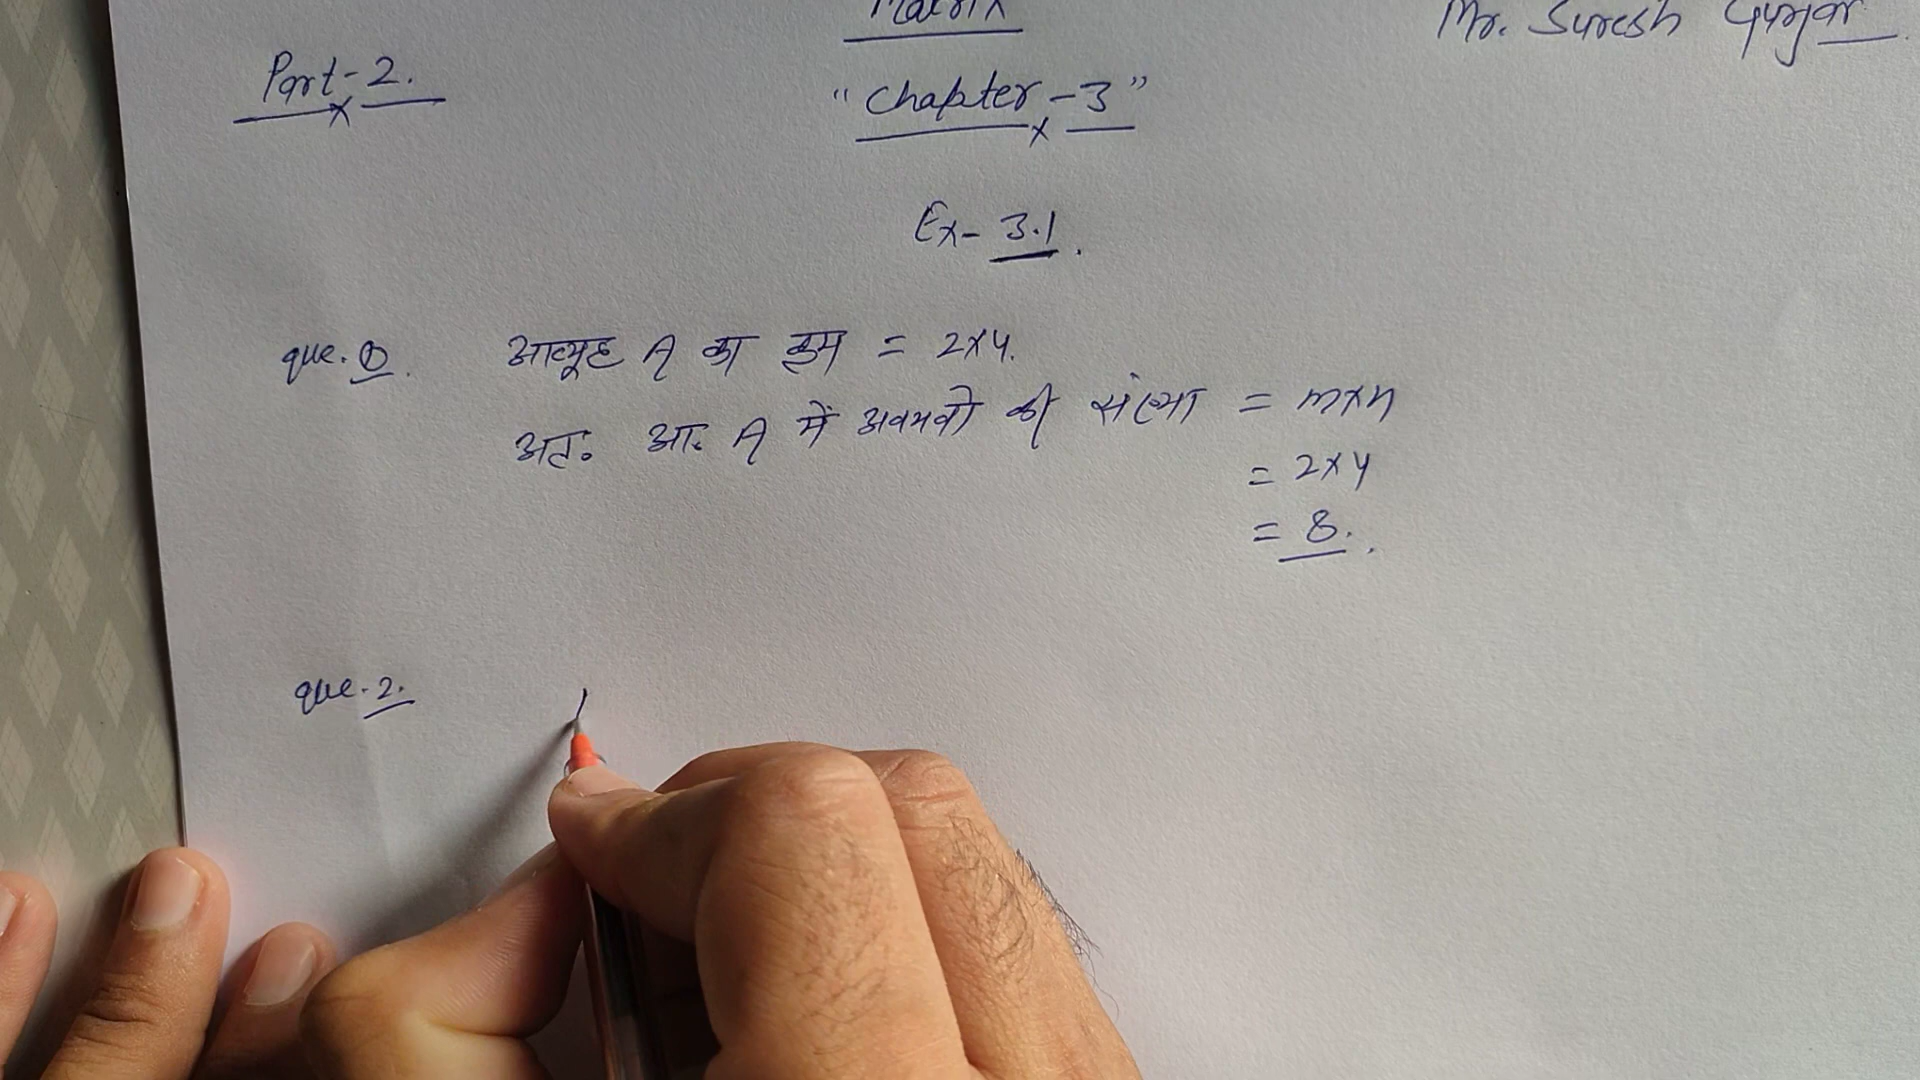 Matrix
Mr. Suresh Gurjar
Part-2.
"Chapter-3"
Ex- 3.1.
que. ①. आव्यूह A का क्रम = 2×4.
अतः आ. A में अवयवों की संख्या = m×n
= 2×4
= 8.
que. 2.